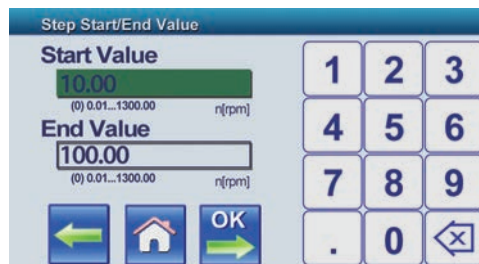 Step Start/End Value
Start Value
10.00
(0) 0.01...1300.00 n[rpm]
End Value
100.00
(0) 0.01...1300.00 n[rpm]
OK
1 2 3
4 5 6
7 8 9
. 0